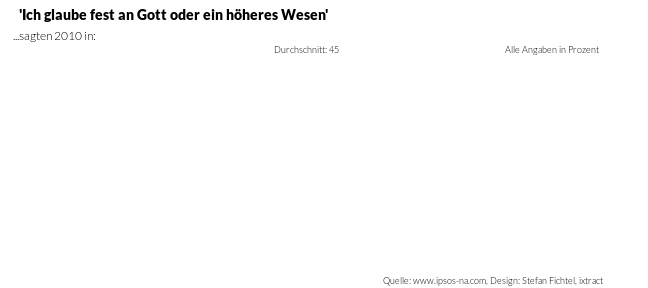 'Ich glaube fest an Gott oder ein höheres Wesen'
...sagten 2010 in:
Durchschnitt: 45
Alle Angaben in Prozent
Quelle: www.ipsos-na.com, Design: Stefan Fichtel, ixtract